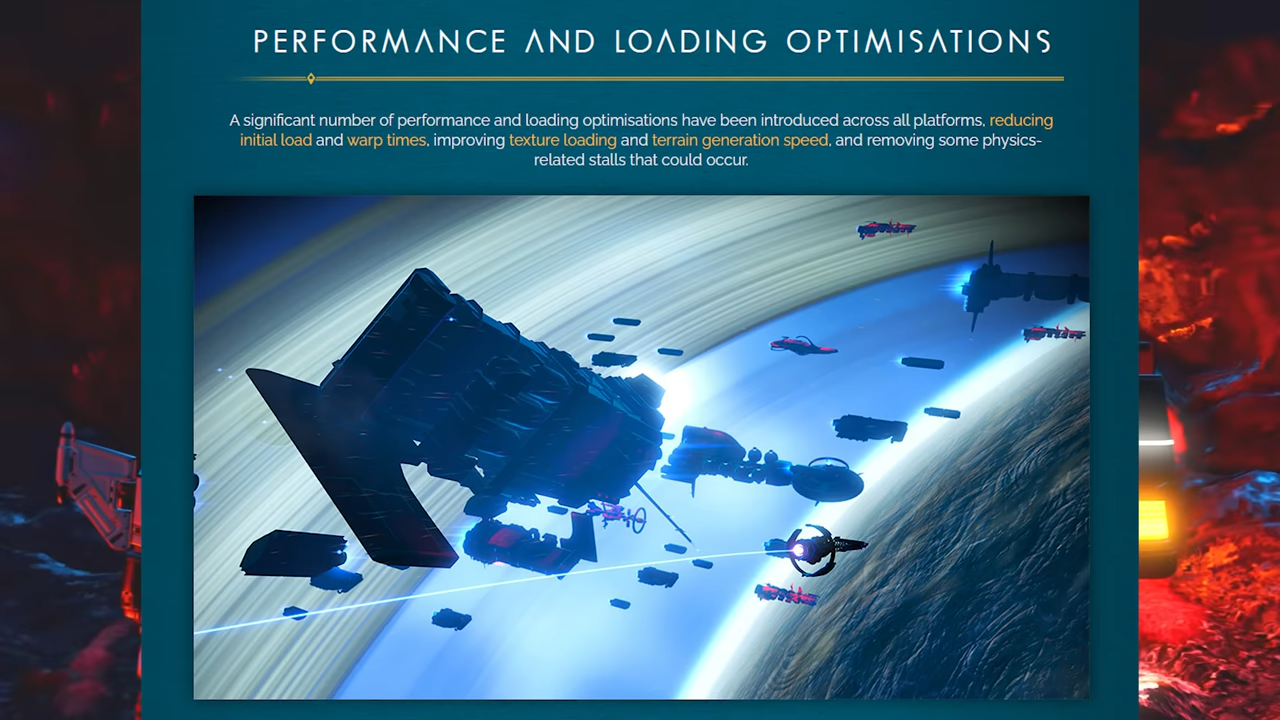 PERFORMANCE AND LOADING OPTIMISATIONS
A significant number of performance and loading optimisations have been introduced across all platforms, reducing
initial load and warp times, improving texture loading and terrain generation speed, and removing some physics-
related stalls that could occur.